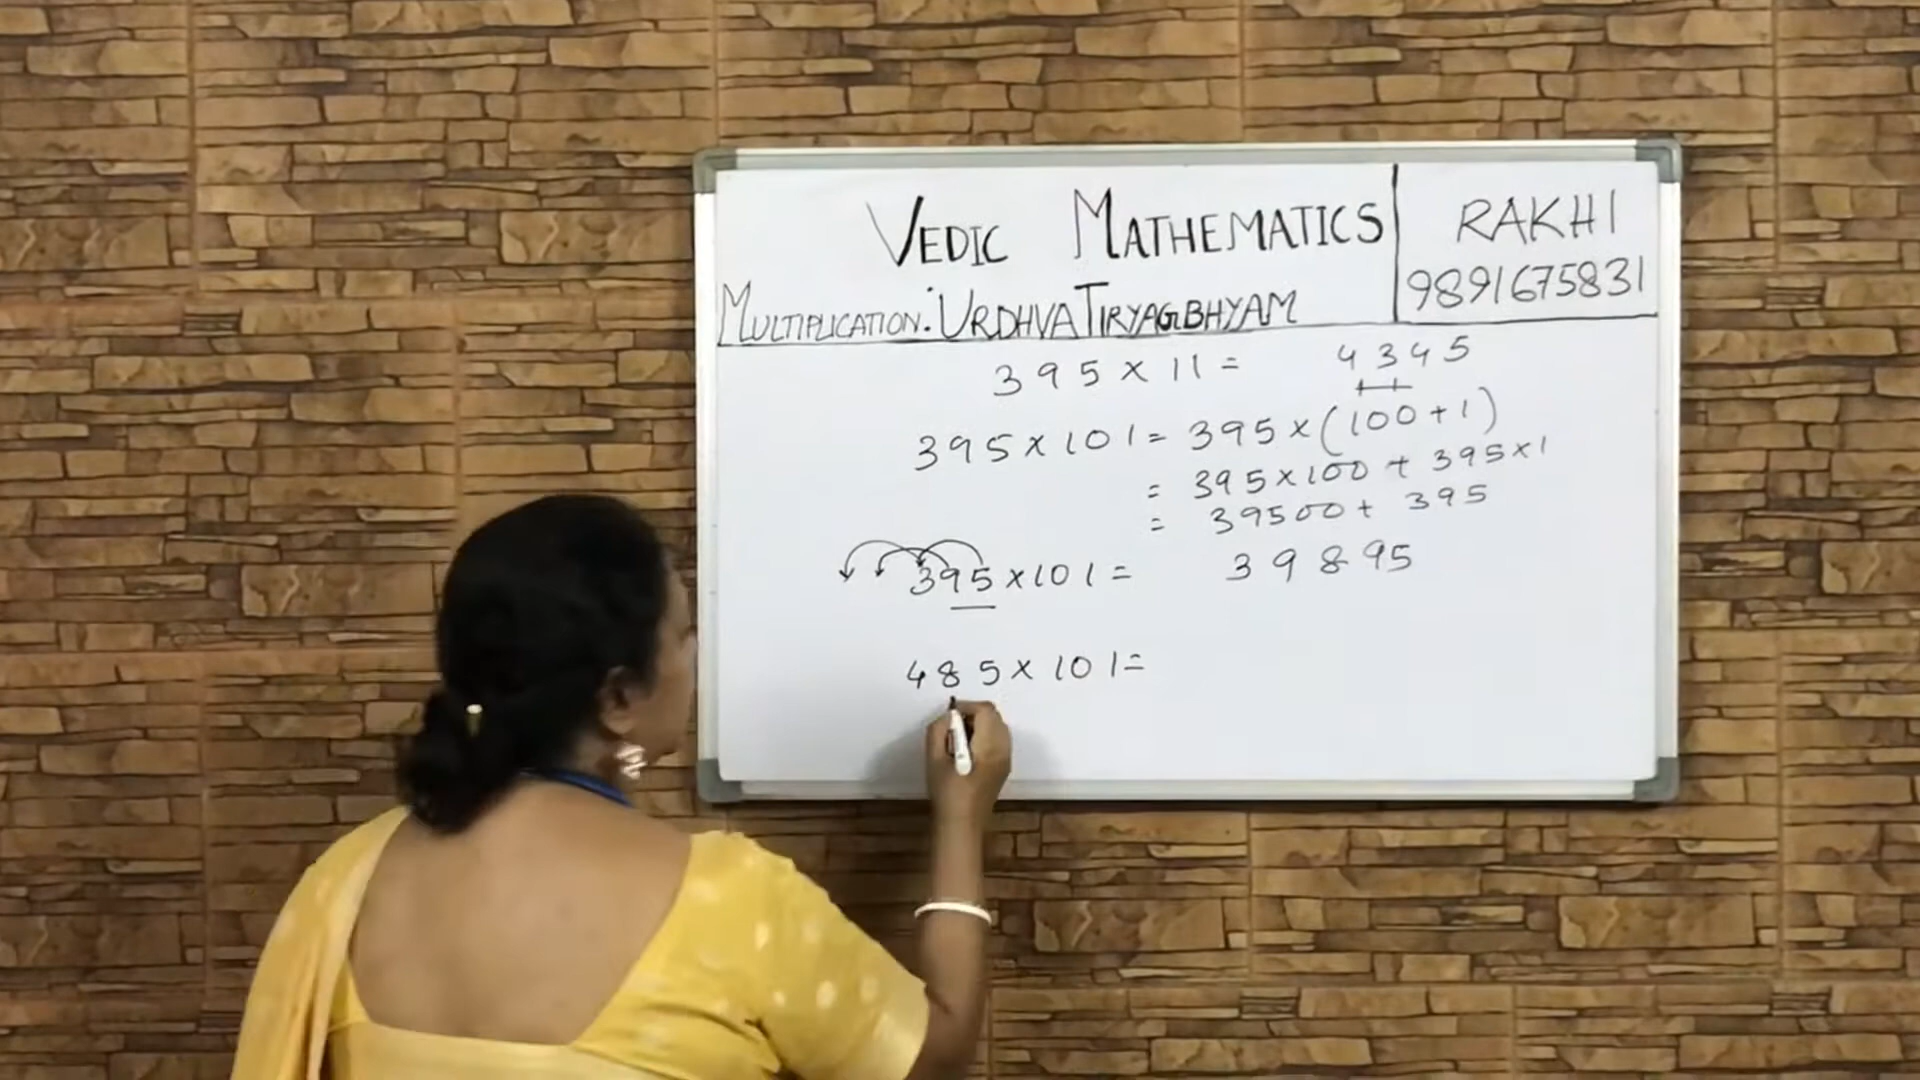 VEDIC MATHEMATICS
RAKHI
9891675831
MULTIPLICATION: URDHVA TIRYAGBHYAM
395 × 11 = 4345
395 × 101 = 395 × (100 + 1)
= 395 × 100 + 395 × 1
= 39500 + 395
395 × 101 = 39895
485 × 101 =